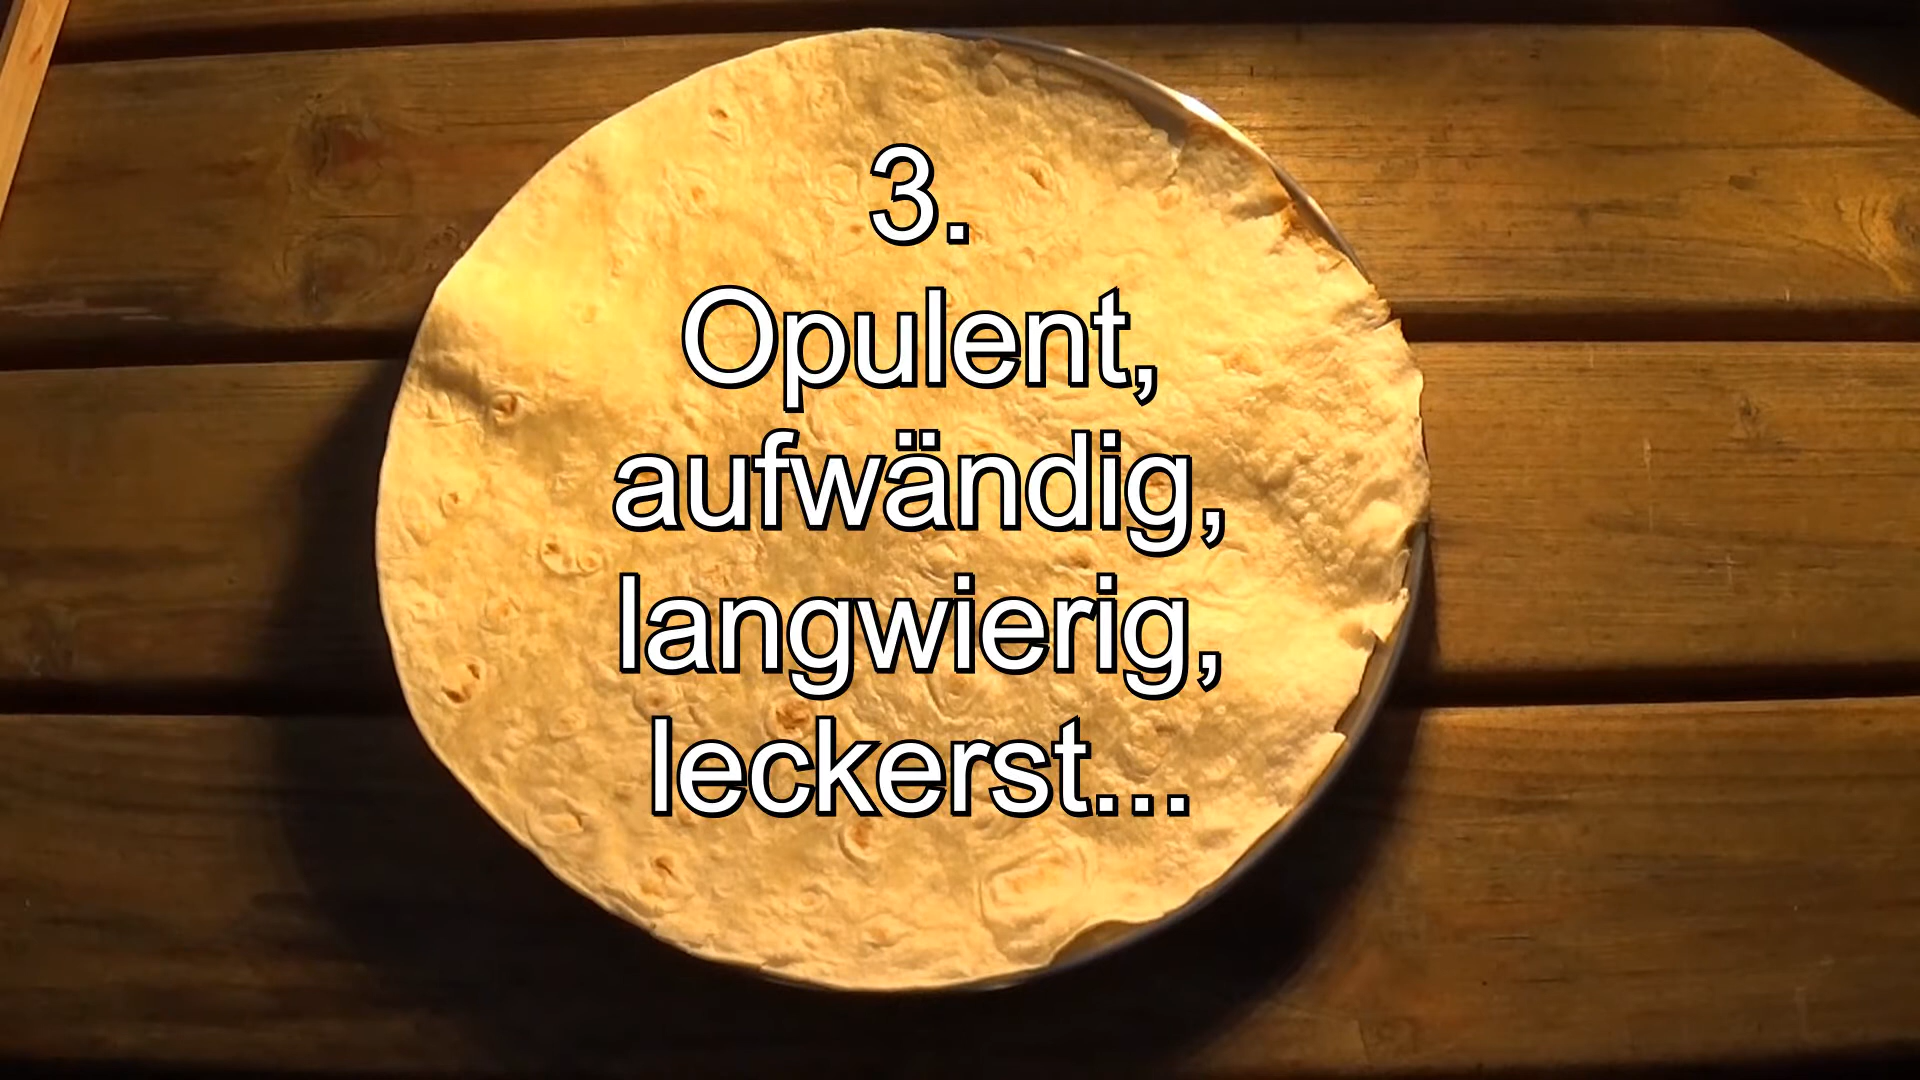 3.
Opulent,
aufwändig,
langwierig,
leckerst...